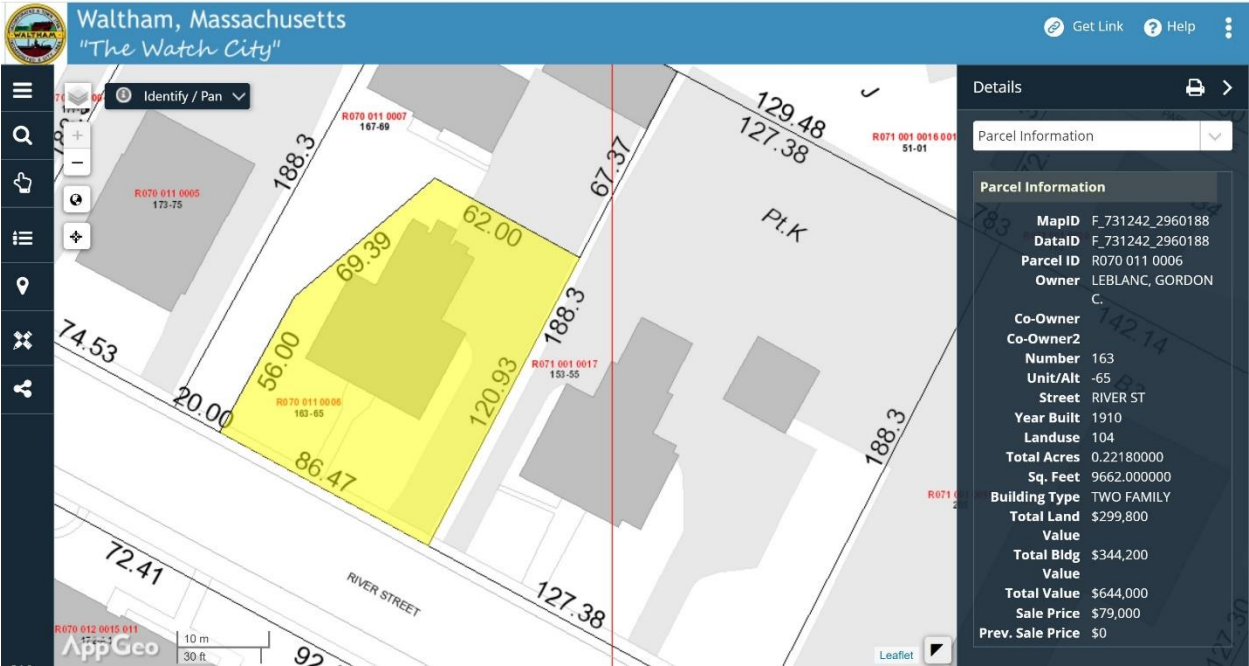 Waltham, Massachusetts
"The Watch City"
Get Link
Help
WALTHAM
Identify / Pan
Details
Parcel Information
Parcel Information
MapID F_731242_2960188
DataID F_731242_2960188
Parcel ID R070 011 0006
Owner LEBLANC, GORDON
C.
Co-Owner
Co-Owner2
Number 163
Unit/Alt -65
Street RIVER ST
Year Built 1910
Landuse 104
Total Acres 0.22180000
Sq. Feet 9662.000000
Building Type TWO FAMILY
Total Land $299,800
Value
Total Bldg $344,200
Value
Total Value $644,000
Sale Price $79,000
Prev. Sale Price $0
R070 011 0007
167-69
129.48
127.38
J
R071 001 0016 001
51-01
188.3
67.37
R070 011 0005
173-75
62.00
Pt.K
69.39
188.3
74.53
56.00
R071 001 0017
153-55
120.93
142.14
20.00
R070 011 0006
163-65
188.3
86.47
R071
72.41
RIVER STREET
127.38
R070 012 0015 011
AppGeo
10 m
30 ft
92
Leaflet